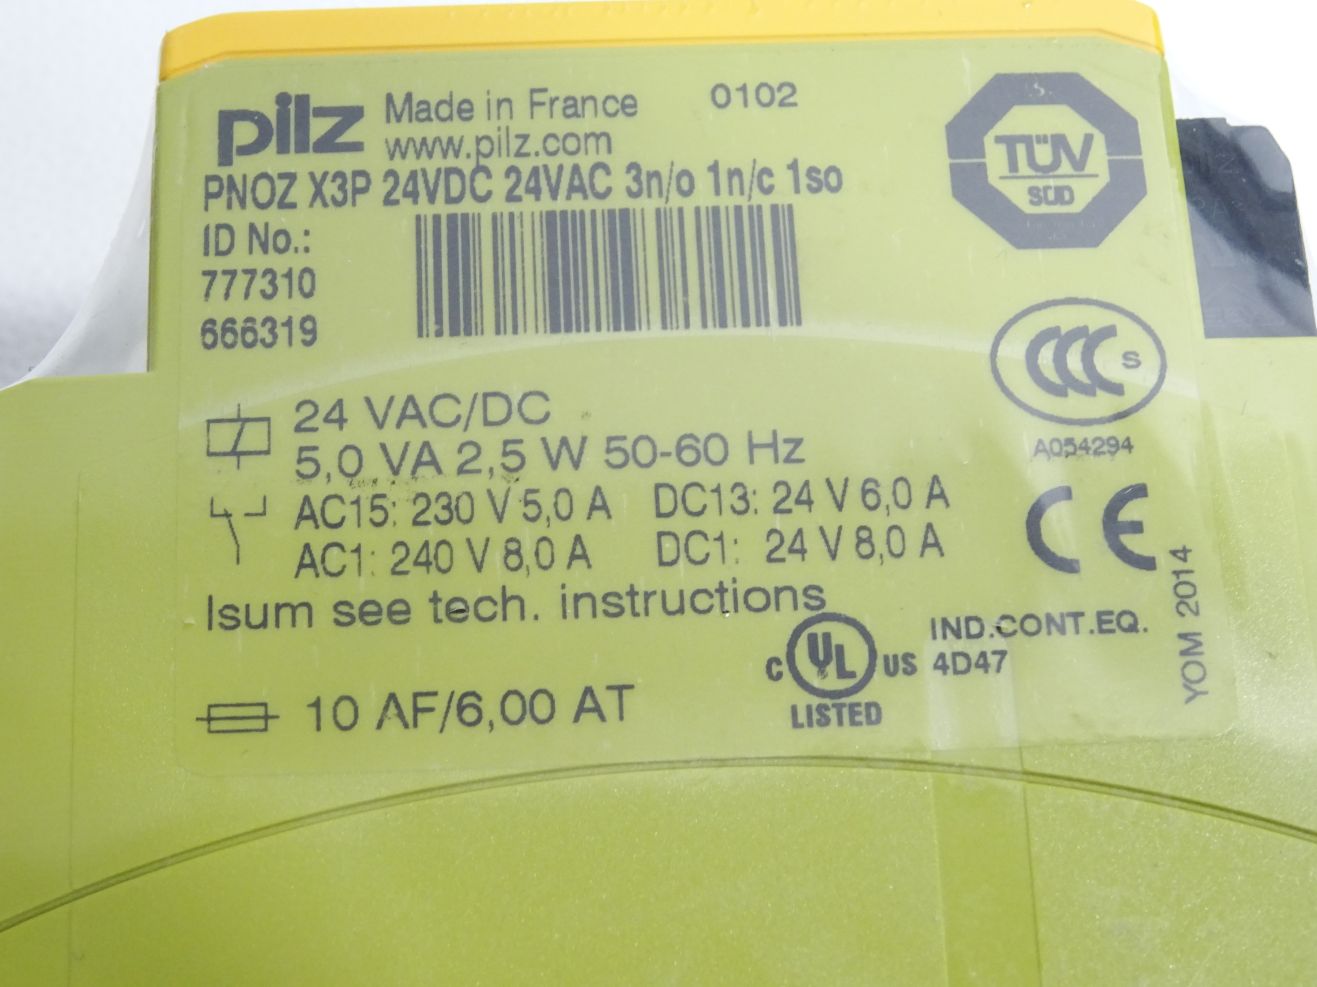 pilz Made in France 0102
www.pilz.com
PNOZ X3P 24VDC 24VAC 3n/o 1n/c 1so
ID No.:
777310
666319
TÜV
SÜD
CCC S
A054294
24 VAC/DC
5,0 VA 2,5 W 50-60 Hz
AC15: 230 V 5,0 A DC13: 24 V 6,0 A
AC1: 240 V 8,0 A DC1: 24 V 8,0 A
CE
Isum see tech. instructions
YOM 2014
C UL US
LISTED
IND.CONT.EQ.
4D47
10 AF/6,00 AT